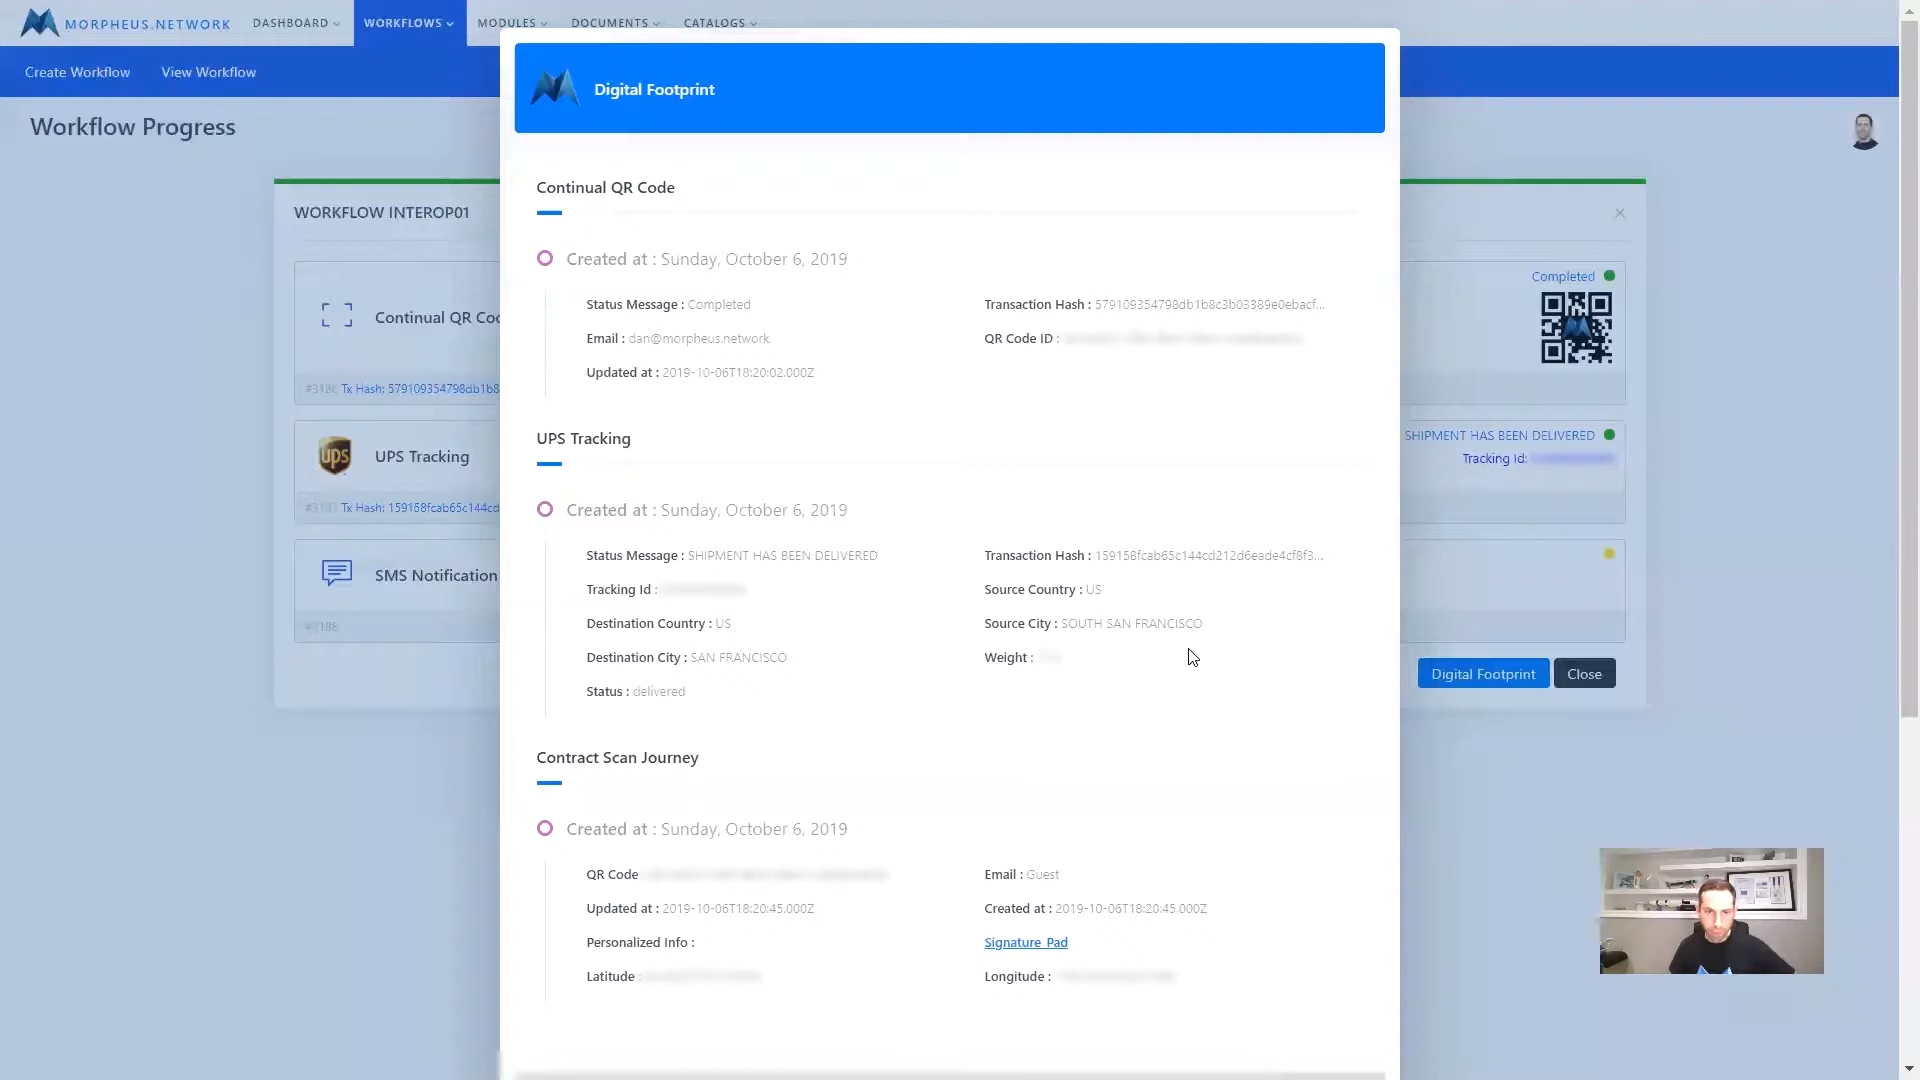 MORPHEUS.NETWORK
DASHBOARD
WORKFLOWS
MODULES
DOCUMENTS
CATALOGS
Create Workflow
View Workflow
Workflow Progress
Digital Footprint
WORKFLOW INTEROP01
Continual QR Co
#3186 Tx Hash: 579109354798db1b8
UPS Tracking
Tx Hash: 159158fcab65c144cd
SMS Notification
#3188
Continual QR Code
Created at : Sunday, October 6, 2019
Status Message : Completed
Transaction Hash : 579109354798db1b8c3b03389e0ebacf...
Email : dan@morpheus.network
QR Code ID :
Updated at : 2019-10-06T18:20:02.000Z
UPS Tracking
Created at : Sunday, October 6, 2019
Status Message : SHIPMENT HAS BEEN DELIVERED
Transaction Hash : 159158fcab65c144cd212d6eade4cf8f3...
Tracking Id :
Source Country : US
Destination Country : US
Source City : SOUTH SAN FRANCISCO
Destination City : SAN FRANCISCO
Weight :
Status : delivered
Contract Scan Journey
Created at : Sunday, October 6, 2019
QR Code
Email : Guest
Updated at : 2019-10-06T18:20:45.000Z
Created at : 2019-10-06T18:20:45.000Z
Personalized Info :
Signature Pad
Latitude :
Longitude :
Completed
SHIPMENT HAS BEEN DELIVERED
Tracking Id:
Digital Footprint
Close
ups